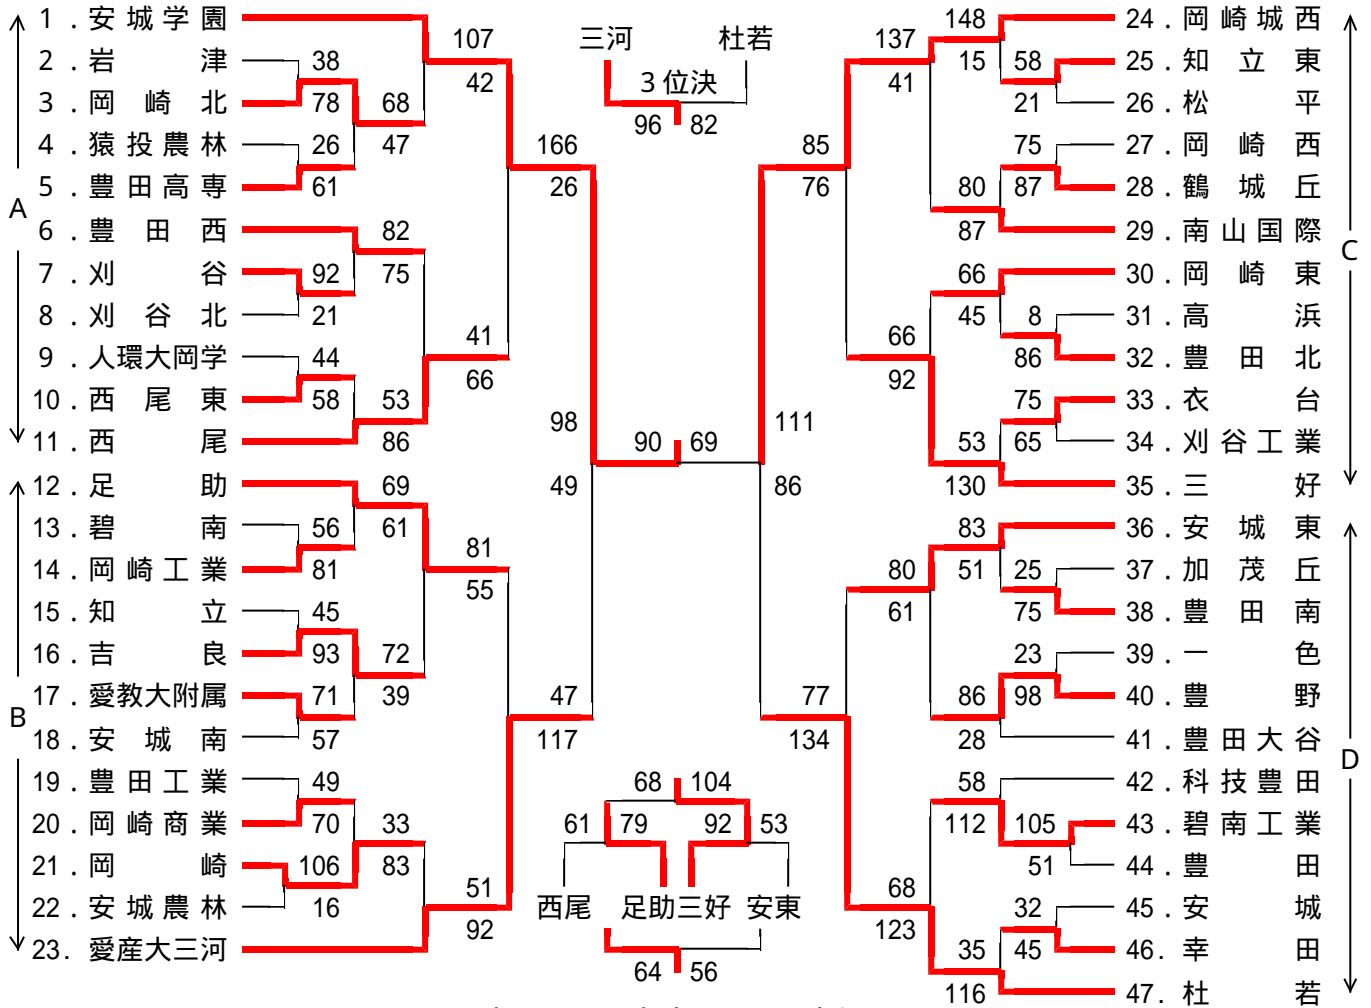 1 . 安城学園
2 . 岩 津
3 . 岡 崎 北
4 . 猿投農林
5 . 豊田高専
6 . 豊 田 西
7 . 刈 谷
8 . 刈 谷 北
9 . 人環大岡学
10 . 西 尾 東
11 . 西 尾
12 . 足 助
13 . 碧 南
14 . 岡崎工業
15 . 知 立
16 . 吉 良
17 . 愛教大附属
18 . 安 城 南
19 . 豊田工業
20 . 岡崎商業
21 . 岡 崎
22 . 安城農林
23. 愛産大三河
A
B
38
78
26
61
92
21
44
58
56
81
45
93
71
57
49
70
106
16
68
47
82
75
53
86
69
61
72
39
33
83
107
42
41
66
81
55
51
92
166
26
47
117
98
49
三河 杜若
3位決
96 82
90 69
111
86
85
76
77
134
137
41
66
92
80
61
68
123
148
15
80
87
66
45
53
130
83
51
86
28
58
112
35
116
58
21
75
87
8
86
75
65
25
75
23
98
105
51
32
45
68 104
61 79 92 53
西尾 足助 三好 安東
64 56
24 . 岡崎城西
25 . 知 立 東
26 . 松 平
27 . 岡 崎 西
28 . 鶴 城 丘
29 . 南山国際
30 . 岡 崎 東
31 . 高 浜
32 . 豊 田 北
33 . 衣 台
34 . 刈谷工業
35 . 三 好
36 . 安 城 東
37 . 加 茂 丘
38 . 豊 田 南
39 . 一 色
40 . 豊 野
41 . 豊田大谷
42 . 科技豊田
43 . 碧南工業
44 . 豊 田
45 . 安 城
46. 幸 田
47. 杜 若
C
D